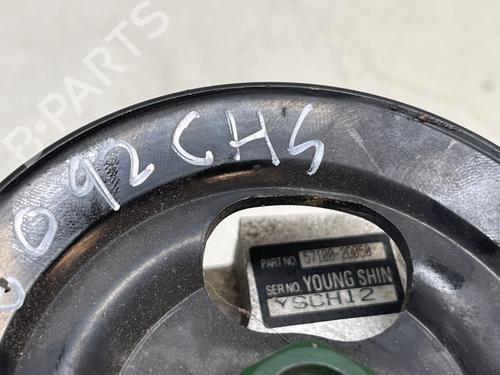 B-PARTS
092CHS
PART NO. 57100-2D050
SER NO. YOUNG SHIN
YSCH12